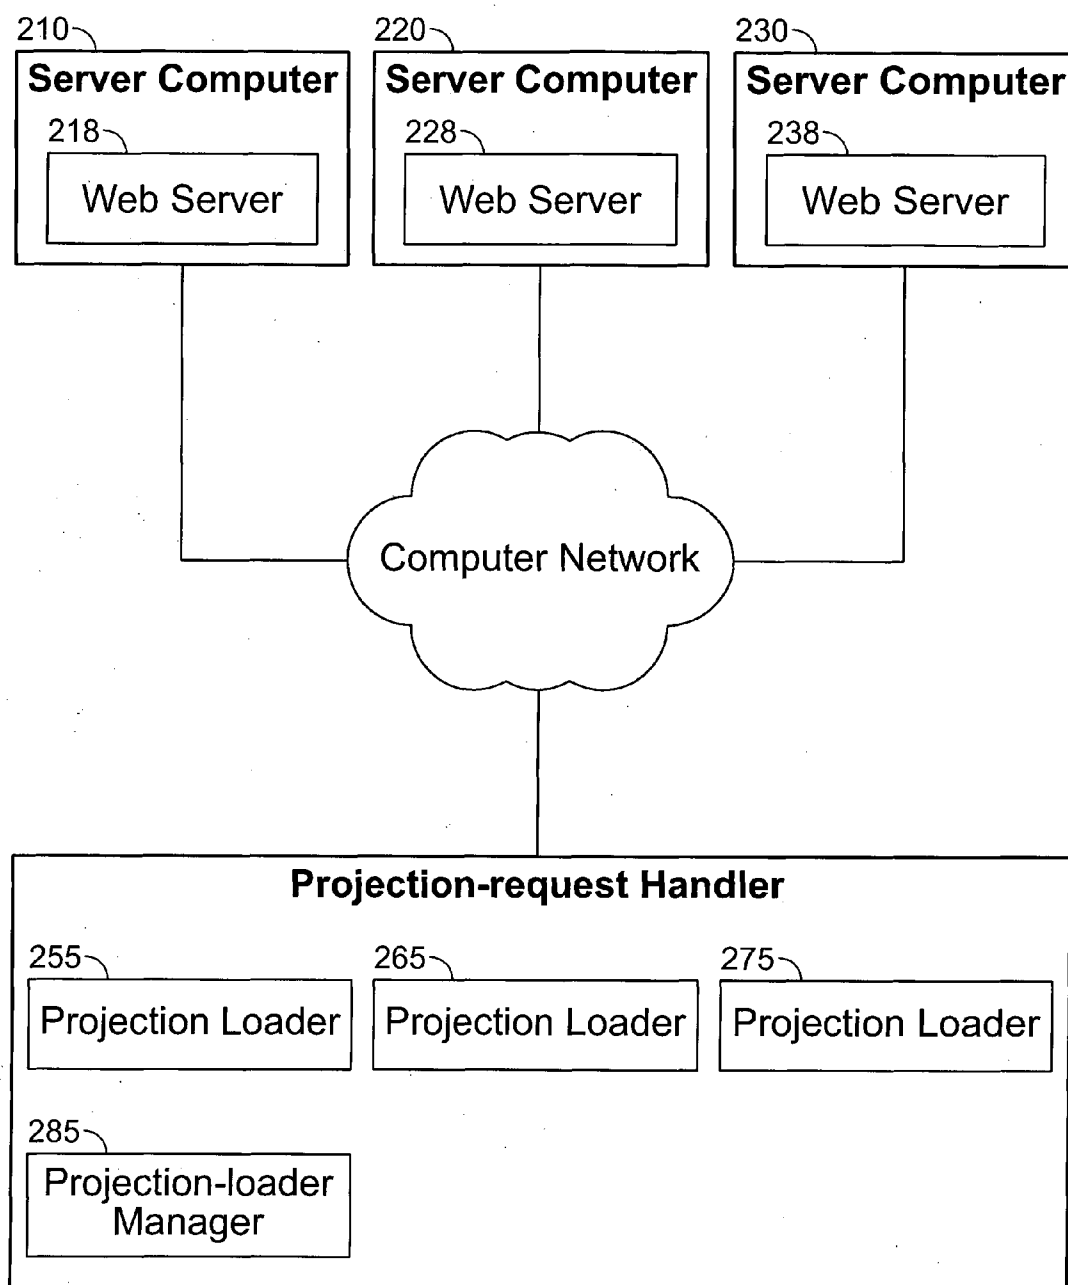 210
220
230
Server Computer
Server Computer
Server Computer
218
228
238
Web Server
Web Server
Web Server
Computer Network
Projection-request Handler
255
265
275
Projection Loader
Projection Loader
Projection Loader
285
Projection-loader
Manager